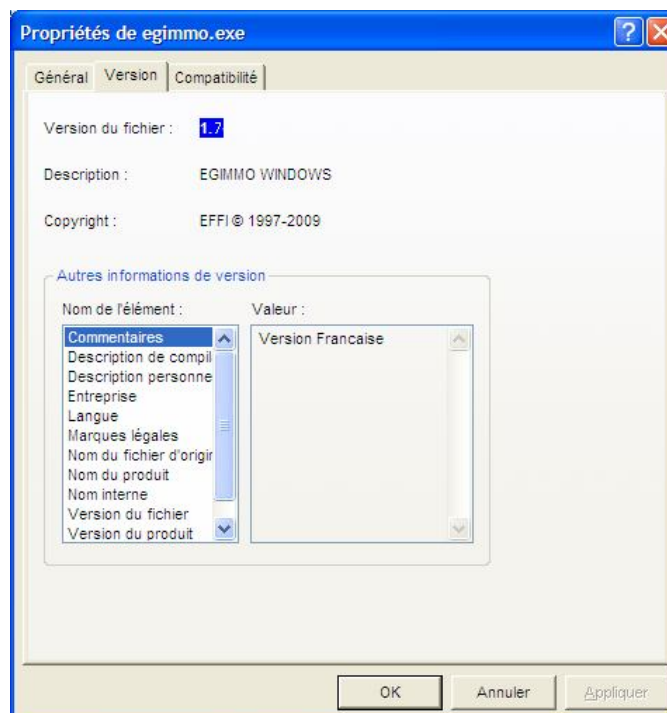 Propriétés de egimmo.exe
Général Version Compatibilité
Version du fichier : 1.7
Description : EGIMMO WINDOWS
Copyright : EFFI © 1997-2009
Autres informations de version
Nom de l'élément : Valeur :
Commentaires Version Francaise
Description de compil
Description personne
Entreprise
Langue
Marques légales
Nom du fichier d'origin
Nom du produit
Nom interne
Version du fichier
Version du produit
OK Annuler Appliquer